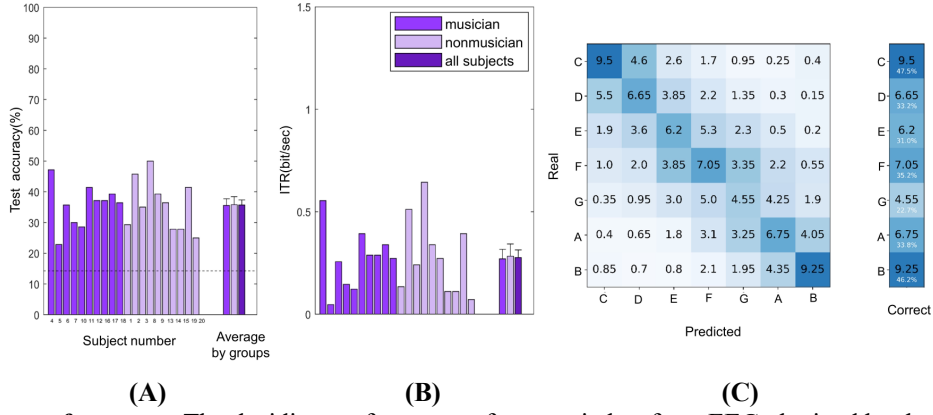 100
90
80
70
60
50
40
30
20
10
0
Test accuracy(%)
4 5 6 7 10 11 12 16 17 18 1 2 3 8 9 13 14 15 19 20
Subject number
Average
by groups
(A)
1.5
1
0.5
0
ITR(bit/sec)
musician
nonmusician
all subjects
(B)
Real
C 9.5 4.6 2.6 1.7 0.95 0.25 0.4
D 5.5 6.65 3.85 2.2 1.35 0.3 0.15
E 1.9 3.6 6.2 5.3 2.3 0.5 0.2
F 1.0 2.0 3.85 7.05 3.35 2.2 0.55
G 0.35 0.95 3.0 5.0 4.55 4.25 1.9
A 0.4 0.65 1.8 3.1 3.25 6.75 4.05
B 0.85 0.7 0.8 2.1 1.95 4.35 9.25
C D E F G A B
Predicted
C 9.5
47.5%
D 6.65
33.2%
E 6.2
31.0%
F 7.05
35.2%
G 4.55
22.7%
A 6.75
33.8%
B 9.25
46.2%
Correct
(C)